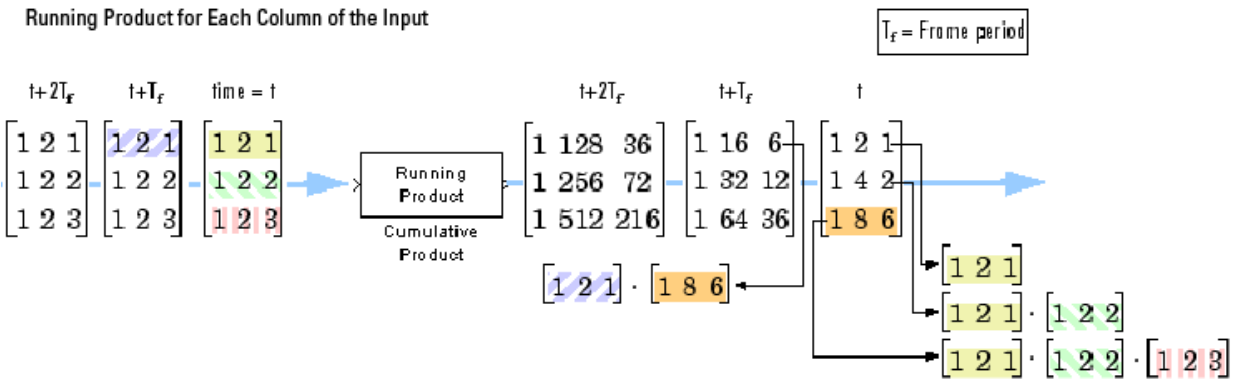 Running Product for Each Column of the Input
Tf = Frame period
t+2Tf t+Tf time = t t+2Tf t+Tf t
[1 2 1] [1 2 1] [1 2 1] [1 128 36] [1 16 6] [1 2 1]
[1 2 2] [1 2 2] [1 2 2] Running [1 256 72] [1 32 12] [1 4 2]
[1 2 3] [1 2 3] [1 2 3] Product [1 512 216] [1 64 36] [1 8 6]
Cumulative
Product
[1 2 1] · [1 8 6]
[1 2 1]
[1 2 1] · [1 2 2]
[1 2 1] · [1 2 2] · [1 2 3]